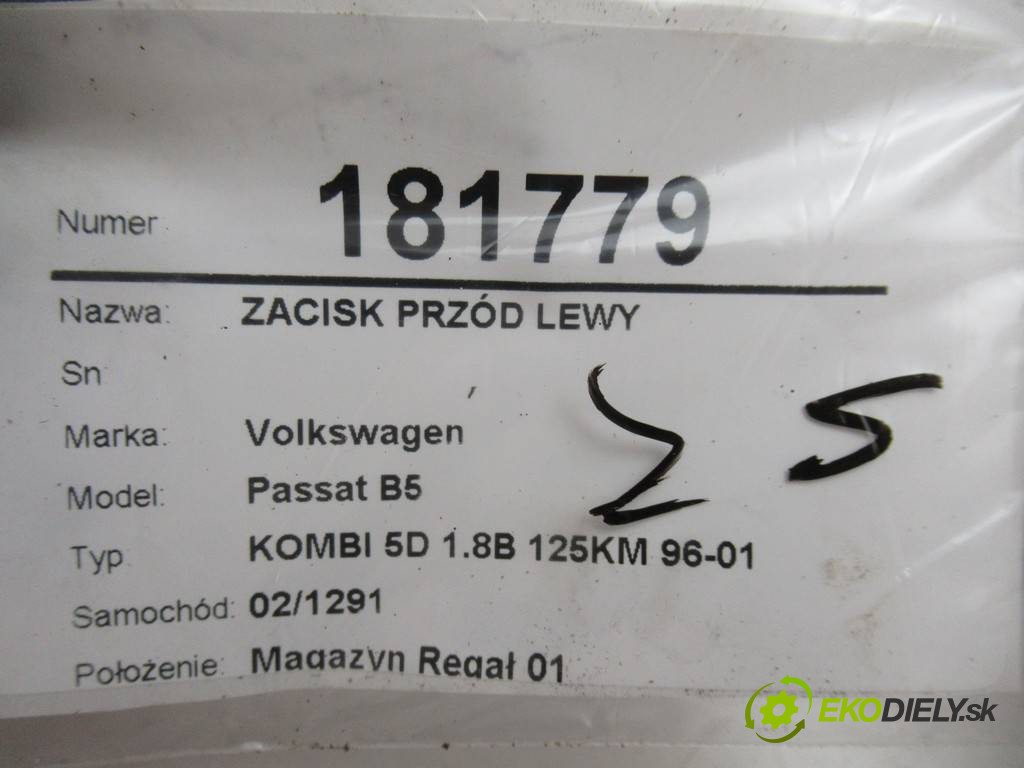 Numer 181779
Nazwa: ZACISK PRZÓD LEWY
Sn
Marka: Volkswagen
Model: Passat B5
Typ KOMBI 5D 1.8B 125KM 96-01
Samochód: 02/1291
Położenie: Magazyn Regał 01
25
EKODIELY.sk